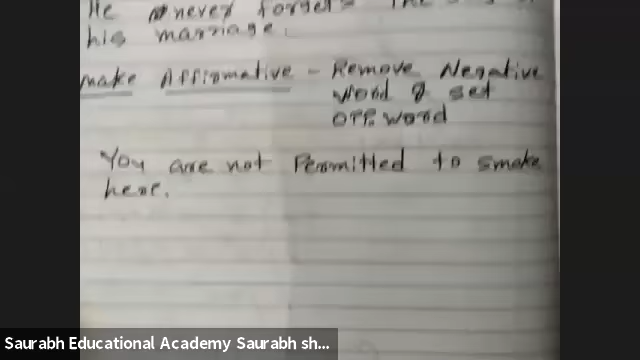 He never forgets the
his marriage.
make Affirmative - Remove Negative
word & set
opp. word
You are not Permitted to smoke
here.
Saurabh Educational Academy Saurabh sh...